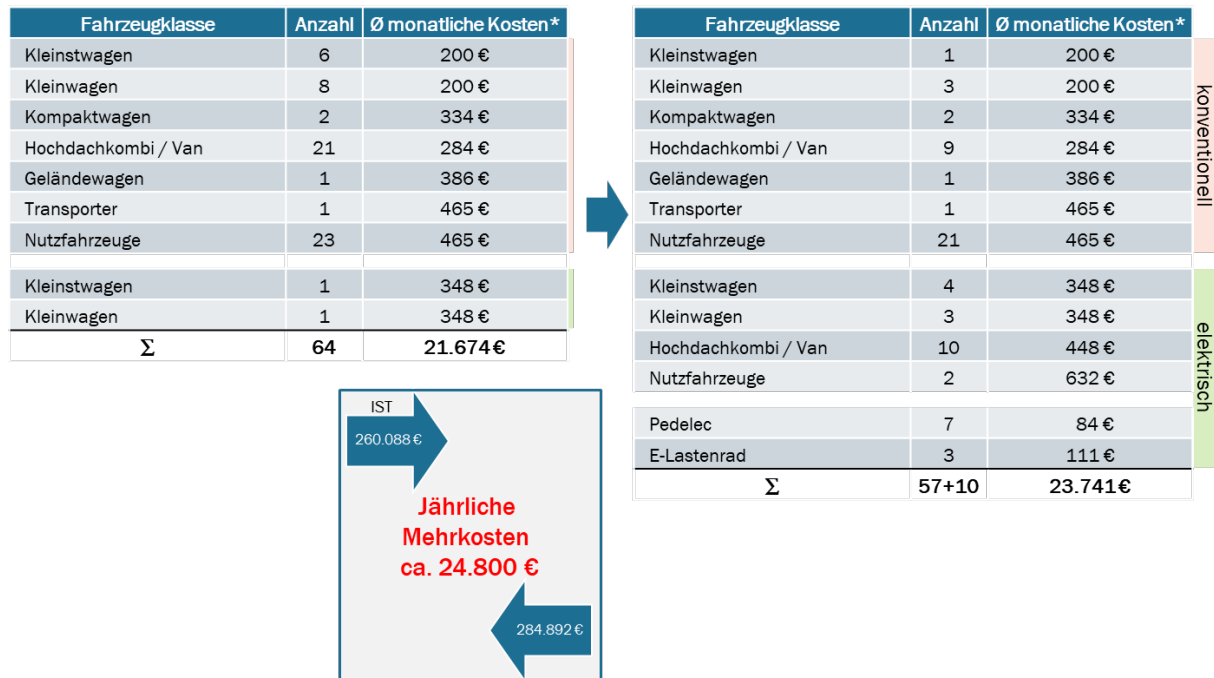 Fahrzeugklasse Anzahl Ø monatliche Kosten*
Kleinstwagen 6 200 €
Kleinwagen 8 200 €
Kompaktwagen 2 334 €
Hochdachkombi / Van 21 284 €
Geländewagen 1 386 €
Transporter 1 465 €
Nutzfahrzeuge 23 465 €
Kleinstwagen 1 348 €
Kleinwagen 1 348 €
Σ 64 21.674 €
Fahrzeugklasse Anzahl Ø monatliche Kosten*
Kleinstwagen 1 200 €
Kleinwagen 3 200 €
Kompaktwagen 2 334 €
Hochdachkombi / Van 9 284 €
Geländewagen 1 386 €
Transporter 1 465 €
Nutzfahrzeuge 21 465 €
konventionell
Kleinstwagen 4 348 €
Kleinwagen 3 348 €
Hochdachkombi / Van 10 448 €
Nutzfahrzeuge 2 632 €
Pedelec 7 84 €
E-Lastenrad 3 111 €
elektrisch
Σ 57+10 23.741 €
IST
260.088 €
Jährliche
Mehrkosten
ca. 24.800 €
284.892 €